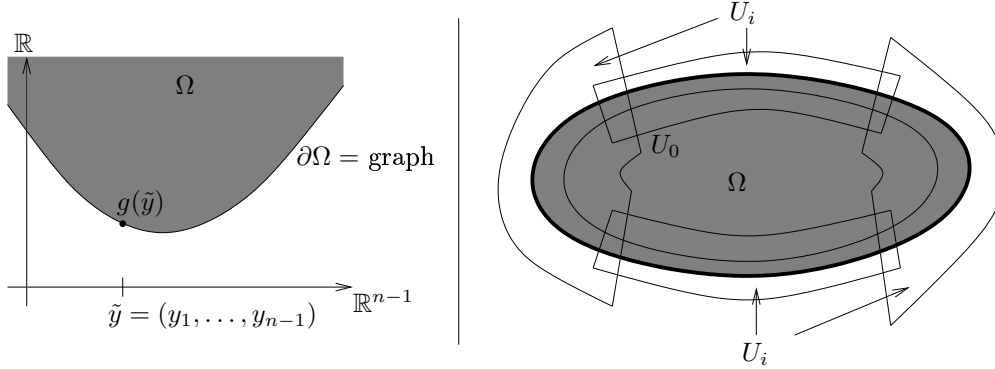 ℝ
Ω
∂Ω = graph
g(ỹ)
ℝⁿ⁻¹
ỹ = (y₁, . . . , yₙ₋₁)
Uᵢ
U₀
Ω
Uᵢ